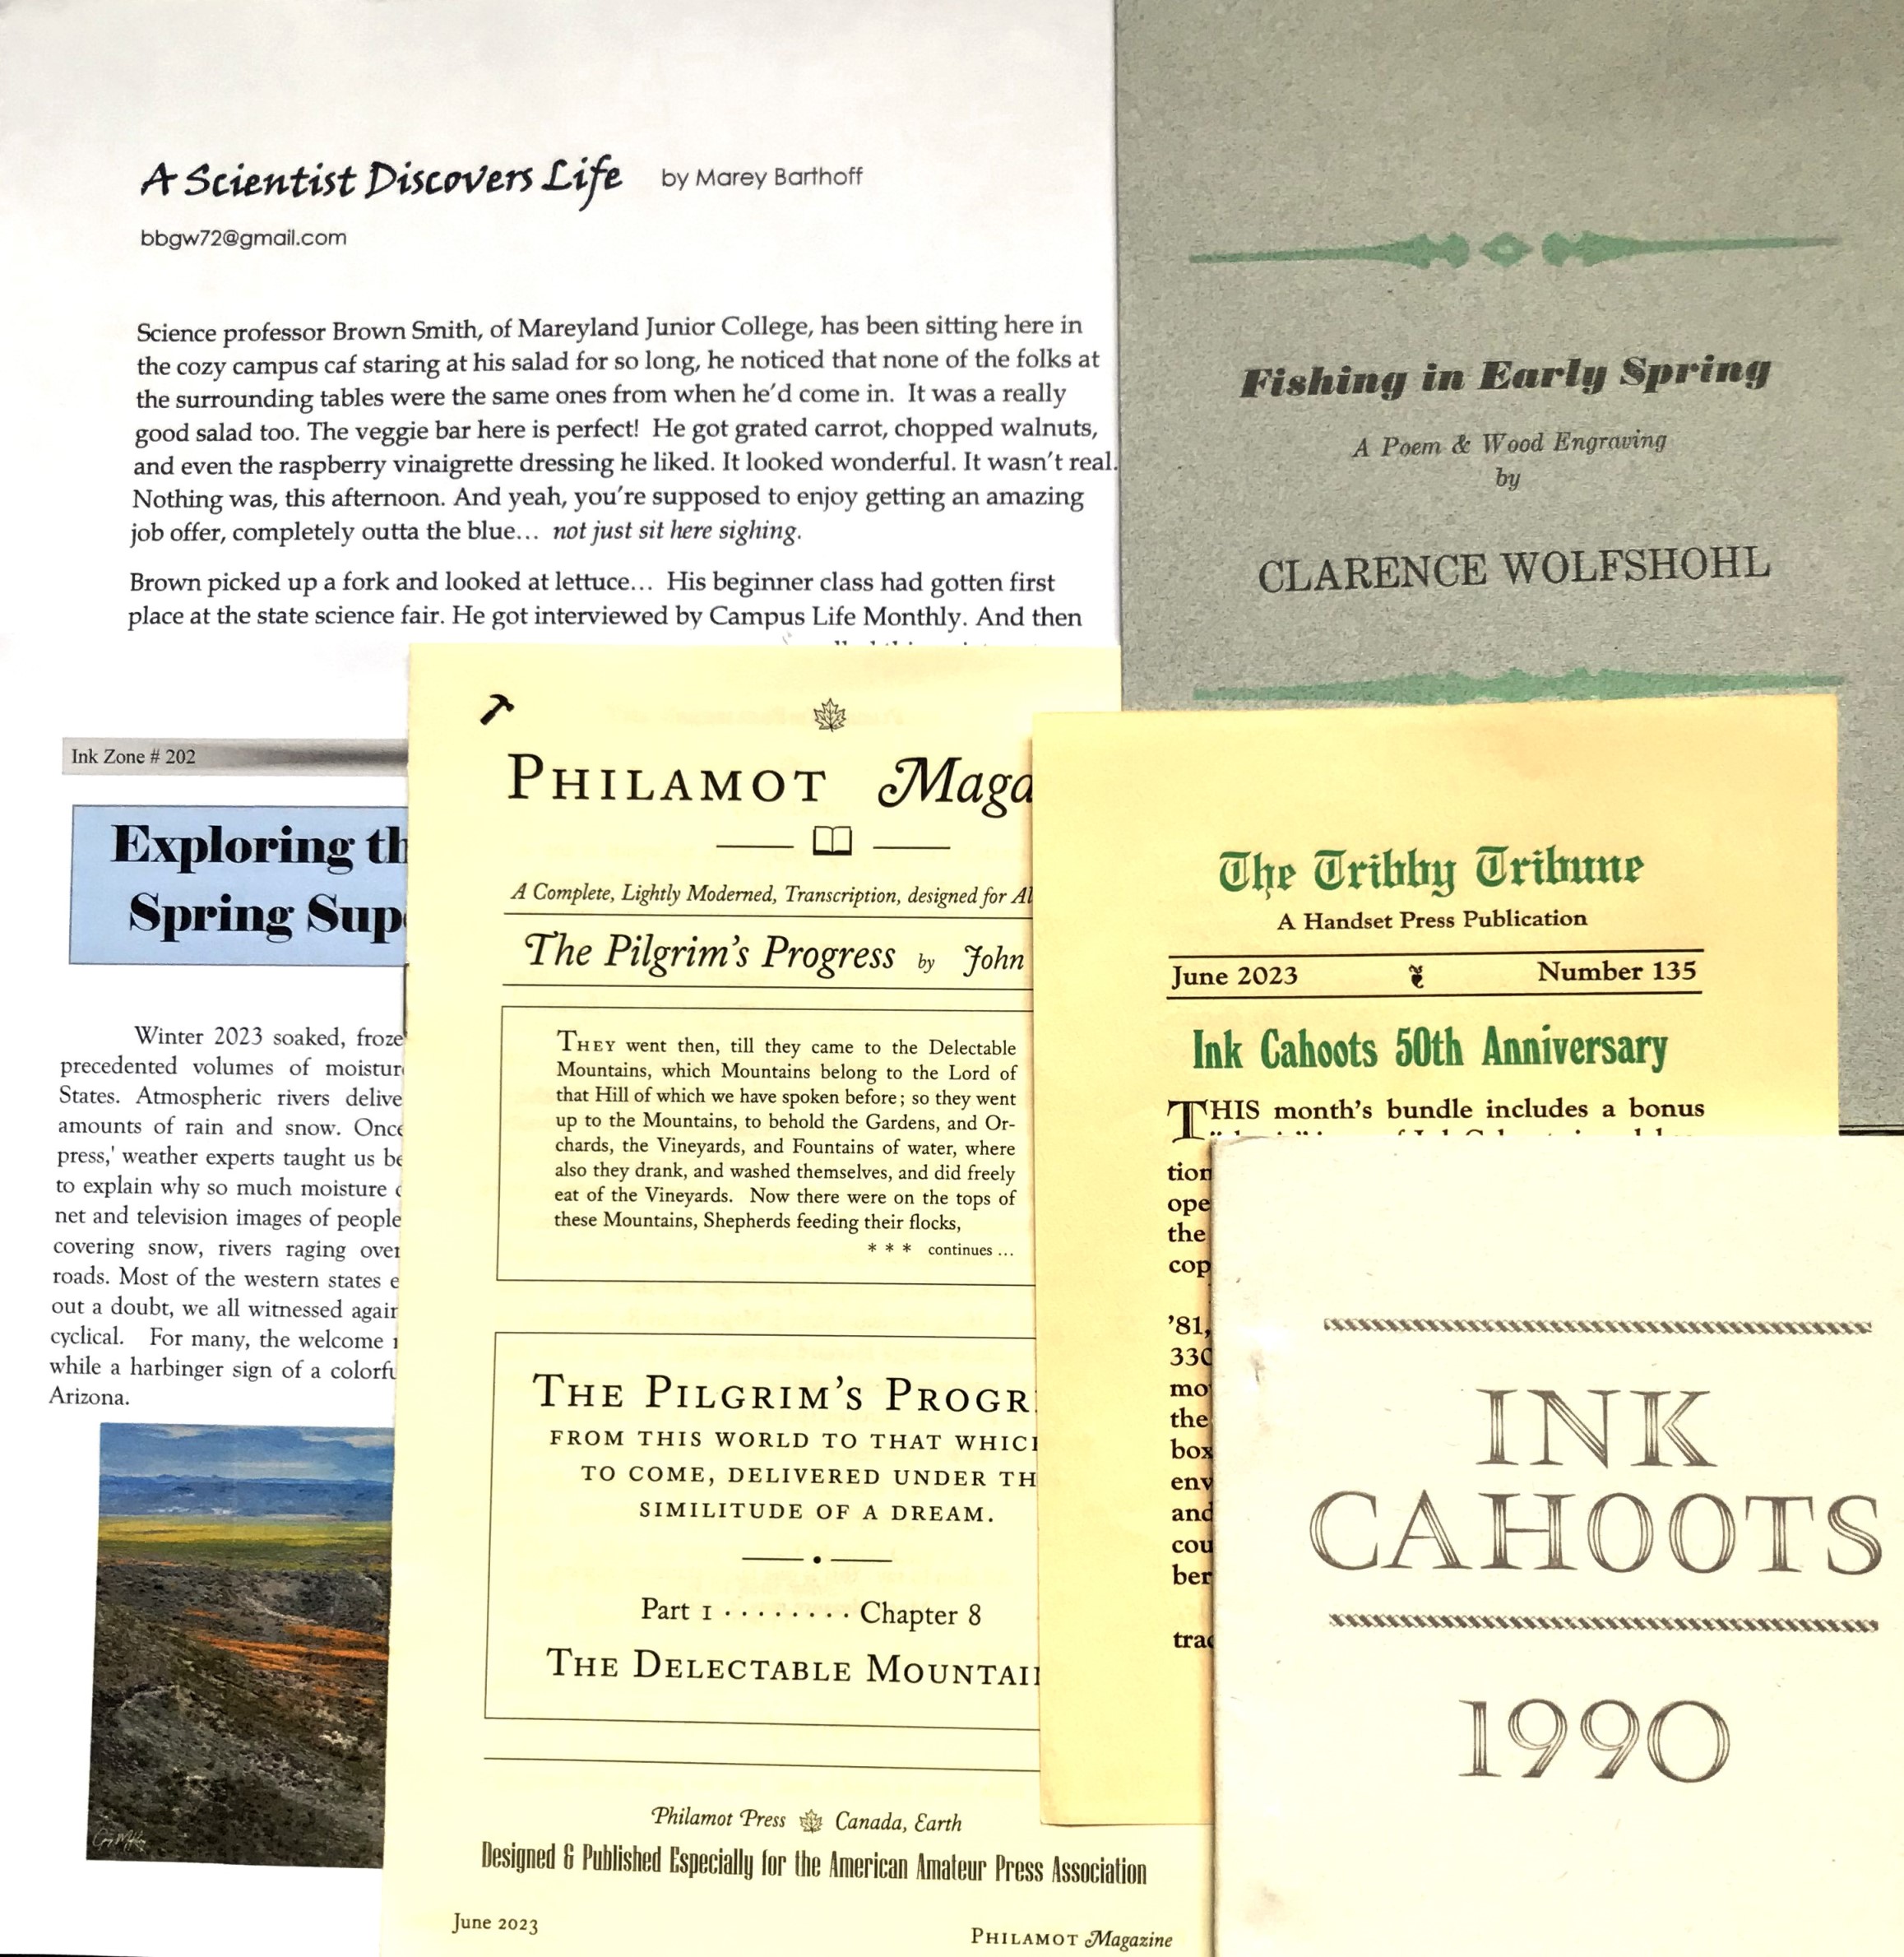 A Scientist Discovers Life by Marey Barthoff
bbgw72@gmail.com
Science professor Brown Smith, of Mareyland Junior College, has been sitting here in
the cozy campus caf staring at his salad for so long, he noticed that none of the folks at
the surrounding tables were the same ones from when he'd come in. It was a really
good salad too. The veggie bar here is perfect! He got grated carrot, chopped walnuts,
and even the raspberry vinaigrette dressing he liked. It looked wonderful. It wasn't real.
Nothing was, this afternoon. And yeah, you're supposed to enjoy getting an amazing
job offer, completely outta the blue... not just sit here sighing.
Brown picked up a fork and looked at lettuce... His beginner class had gotten first
place at the state science fair. He got interviewed by Campus Life Monthly. And then
Fishing in Early Spring
A Poem & Wood Engraving
by
CLARENCE WOLFSHOHL
Ink Zone # 202
Exploring th
Spring Sup
Winter 2023 soaked, froze
precedented volumes of moistur
States. Atmospheric rivers delive
amounts of rain and snow. Once
press,' weather experts taught us be
to explain why so much moisture
net and television images of people
covering snow, rivers raging over
roads. Most of the western states e
out a doubt, we all witnessed again
cyclical. For many, the welcome
while a harbinger sign of a colorfu
Arizona.
PHILAMOT Maga
A Complete, Lightly Moderned, Transcription, designed for Al
The Pilgrim's Progress by John
THEY went then, till they came to the Delectable
Mountains, which Mountains belong to the Lord of
that Hill of which we have spoken before; so they went
up to the Mountains, to behold the Gardens, and Or-
chards, the Vineyards, and Fountains of water, where
also they drank, and washed themselves, and did freely
eat of the Vineyards. Now there were on the tops of
these Mountains, Shepherds feeding their flocks,
* * * continues ...
THE PILGRIM'S PROGR
FROM THIS WORLD TO THAT WHICH
TO COME, DELIVERED UNDER TH
SIMILITUDE OF A DREAM.
Part 1 . . . . . . . . Chapter 8
THE DELECTABLE MOUNTAI
Philamot Press Canada, Earth
Designed & Published Especially for the American Amateur Press Association
June 2023
PHILAMOT Magazine
The Tribby Tribune
A Handset Press Publication
June 2023 Number 135
Ink Cahoots 50th Anniversary
THIS month's bundle includes a bonus
tion
ope
the
cop
'81,
330
mo
the
box
env
and
cou
ber
trac
INK
CAHOOTS
1990